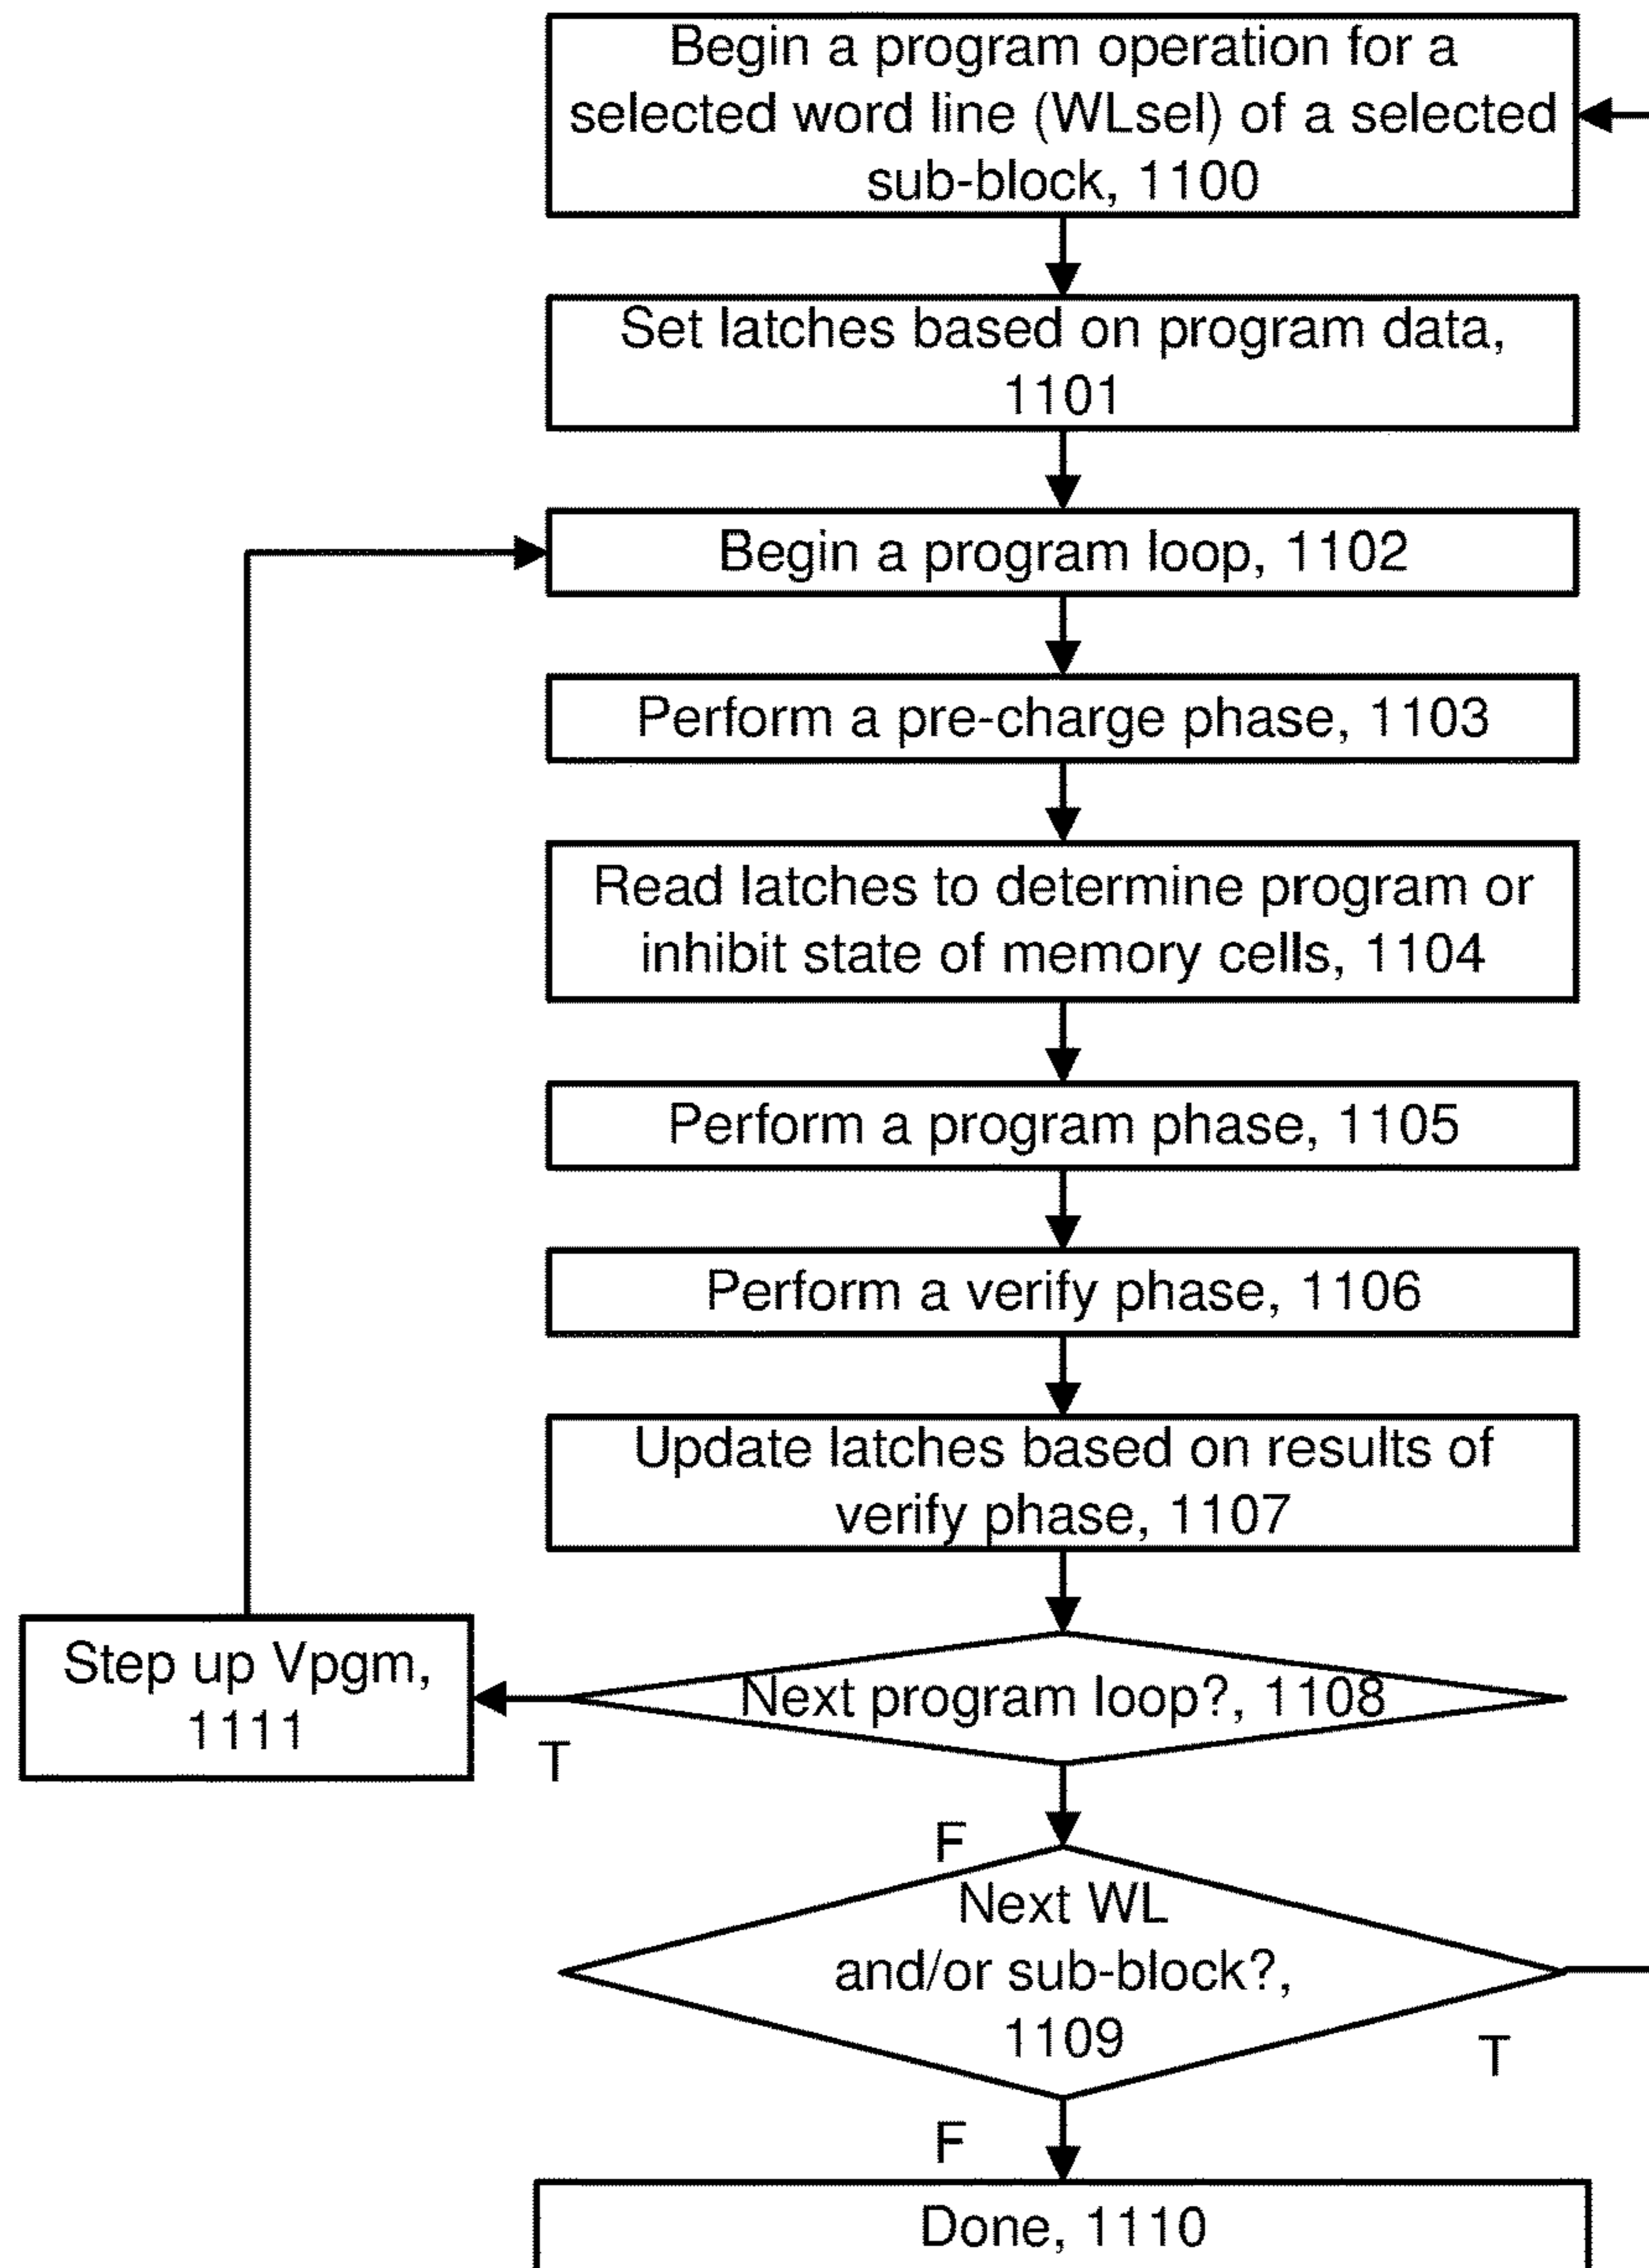 Begin a program operation for a
selected word line (WLsel) of a selected
sub-block, 1100
Set latches based on program data,
1101
Begin a program loop, 1102
Perform a pre-charge phase, 1103
Read latches to determine program or
inhibit state of memory cells, 1104
Perform a program phase, 1105
Perform a verify phase, 1106
Update latches based on results of
verify phase, 1107
Step up Vpgm,
1111
Next program loop?, 1108
T
F
Next WL
and/or sub-block?,
1109
T
F
Done, 1110